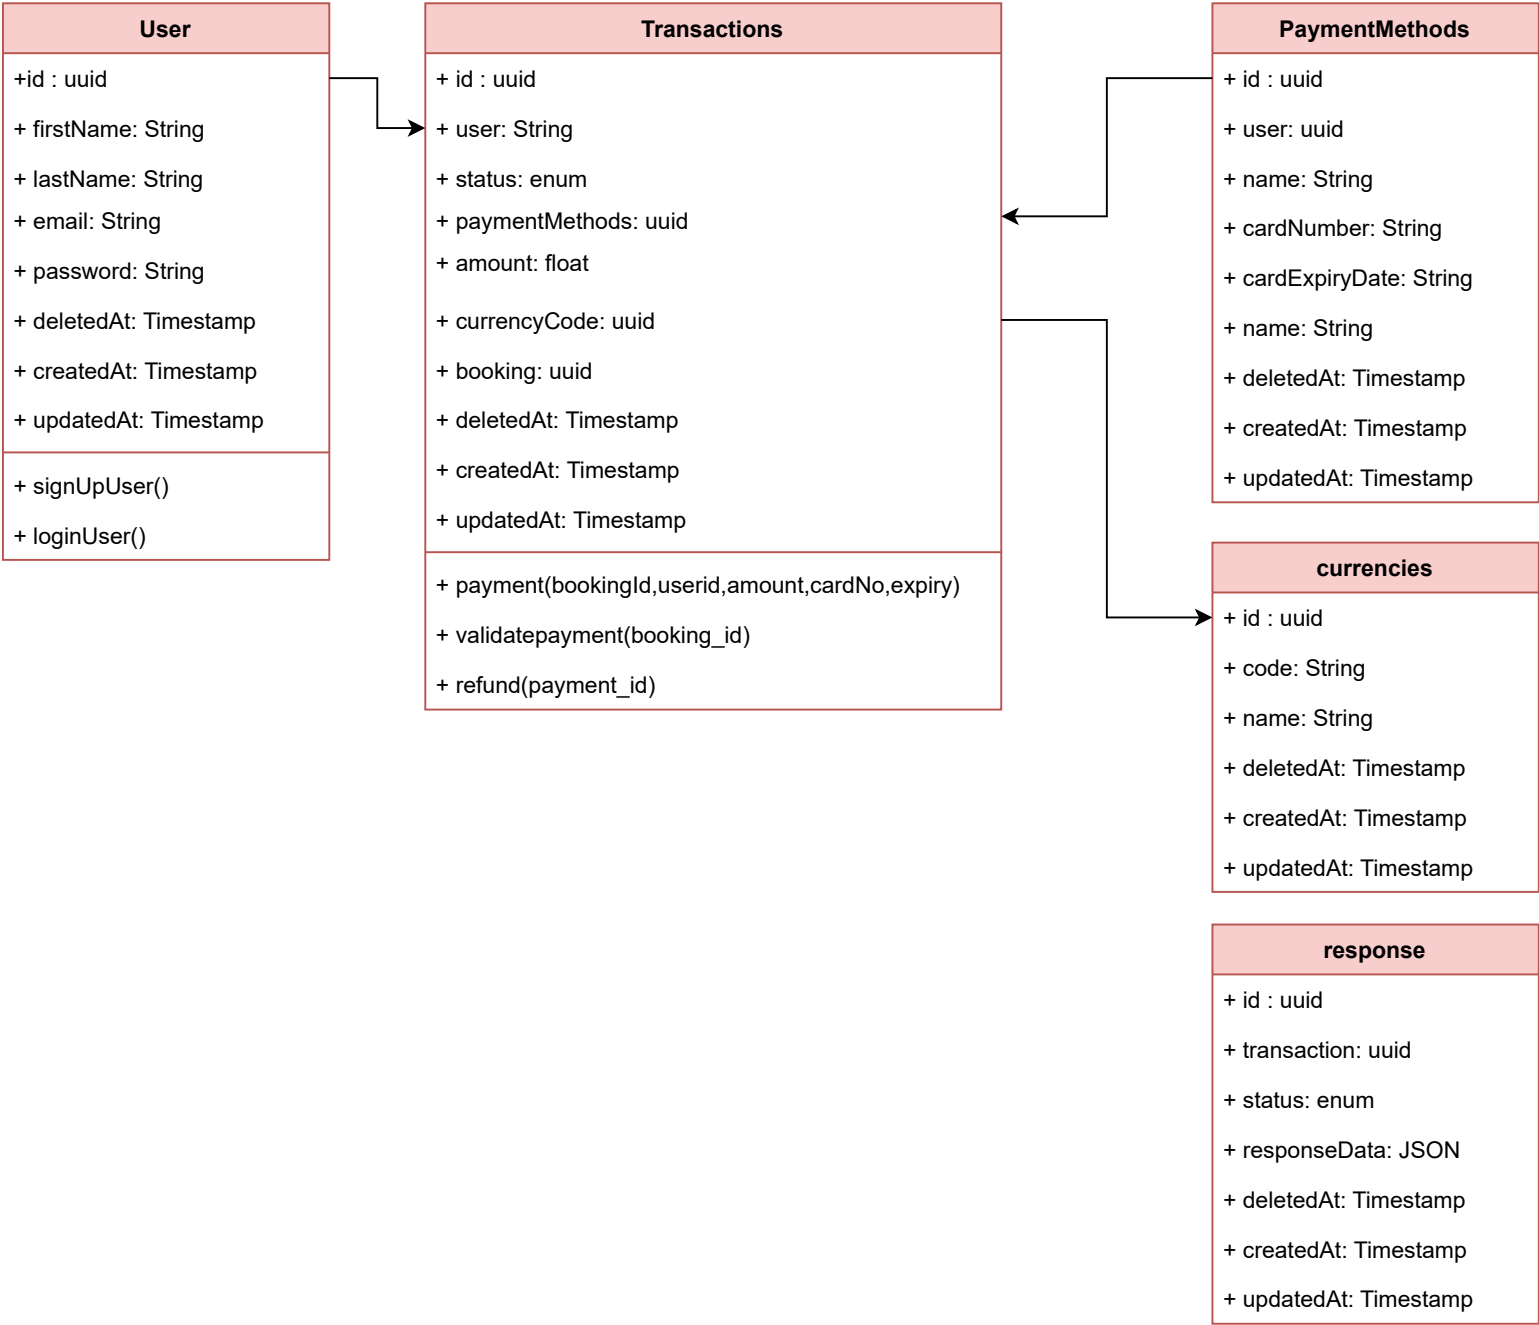 User
+id : uuid
+ firstName: String
+ lastName: String
+ email: String
+ password: String
+ deletedAt: Timestamp
+ createdAt: Timestamp
+ updatedAt: Timestamp
+ signUpUser()
+ loginUser()
Transactions
+ id : uuid
+ user: String
+ status: enum
+ paymentMethods: uuid
+ amount: float
+ currencyCode: uuid
+ booking: uuid
+ deletedAt: Timestamp
+ createdAt: Timestamp
+ updatedAt: Timestamp
+ payment(bookingId,userid,amount,cardNo,expiry)
+ validatepayment(booking_id)
+ refund(payment_id)
PaymentMethods
+ id : uuid
+ user: uuid
+ name: String
+ cardNumber: String
+ cardExpiryDate: String
+ name: String
+ deletedAt: Timestamp
+ createdAt: Timestamp
+ updatedAt: Timestamp
currencies
+ id : uuid
+ code: String
+ name: String
+ deletedAt: Timestamp
+ createdAt: Timestamp
+ updatedAt: Timestamp
response
+ id : uuid
+ transaction: uuid
+ status: enum
+ responseData: JSON
+ deletedAt: Timestamp
+ createdAt: Timestamp
+ updatedAt: Timestamp